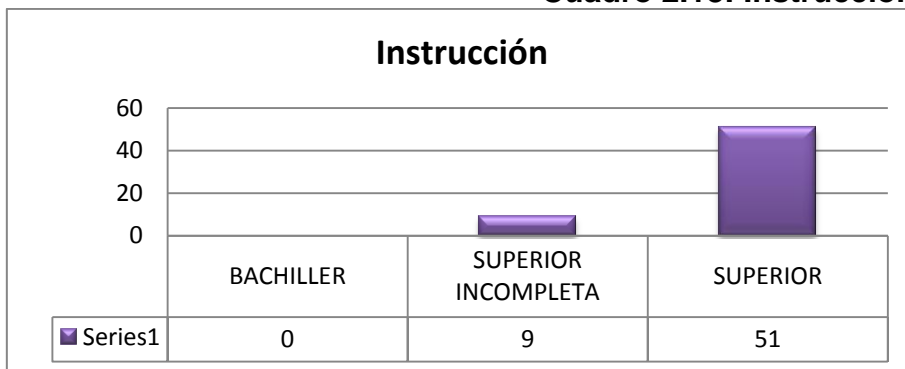 Instrucción
60
40
20
0
BACHILLER
SUPERIOR
INCOMPLETA
SUPERIOR
Series1 0 9 51